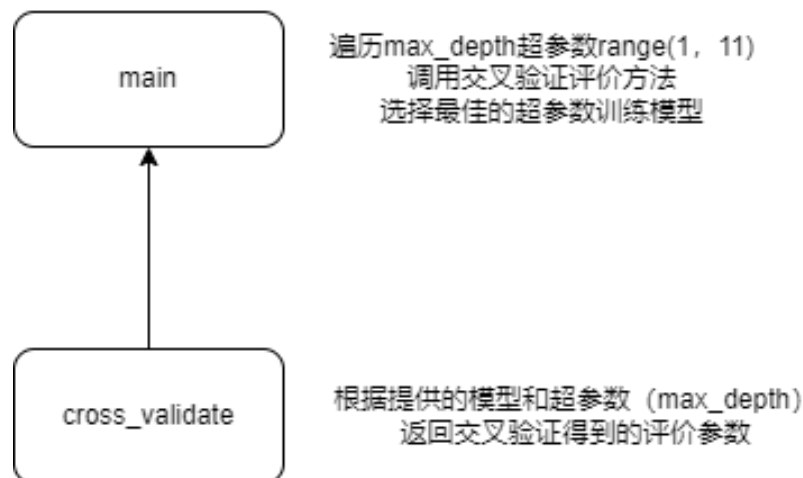 main
遍历max_depth超参数range(1，11)
调用交叉验证评价方法
选择最佳的超参数训练模型
cross_validate
根据提供的模型和超参数（max_depth）
返回交叉验证得到的评价参数